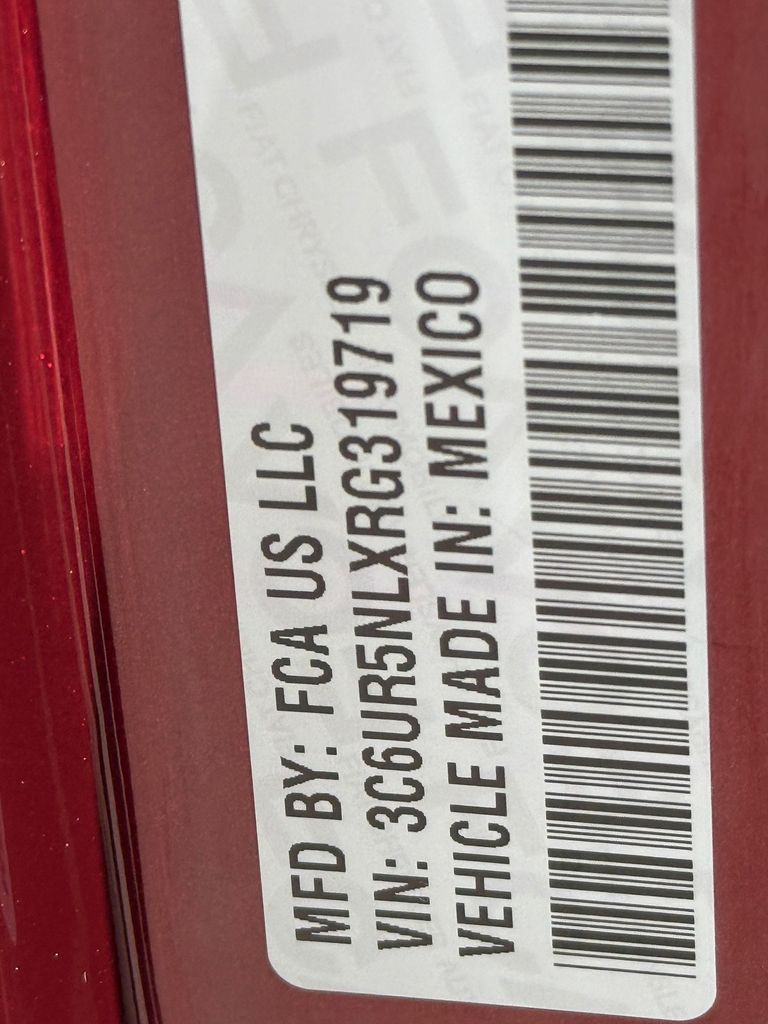 MFD BY: FCA US LLC
VIN: 3C6UR5NLXRG319719
VEHICLE MADE IN: MEXICO